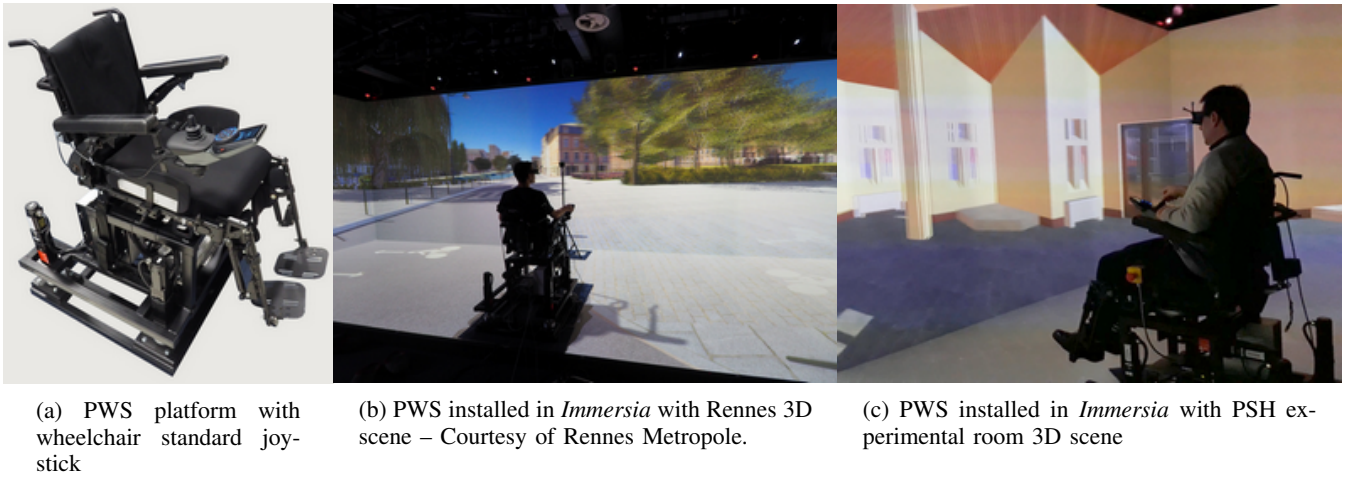 (a) PWS platform with
wheelchair standard joy-
stick
(b) PWS installed in Immersia with Rennes 3D
scene – Courtesy of Rennes Metropole.
(c) PWS installed in Immersia with PSH ex-
perimental room 3D scene